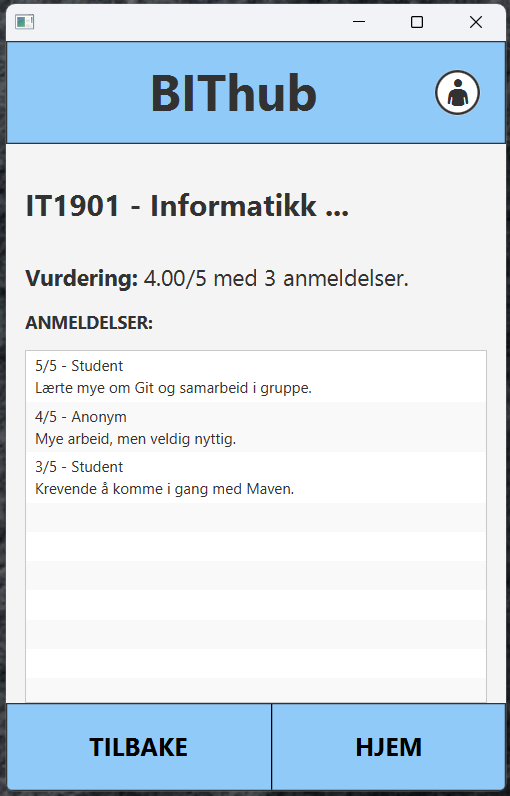 BIThub
IT1901 - Informatikk ...
Vurdering: 4.00/5 med 3 anmeldelser.
ANMELDELSER:
5/5 - Student
Lærte mye om Git og samarbeid i gruppe.
4/5 - Anonym
Mye arbeid, men veldig nyttig.
3/5 - Student
Krevende å komme i gang med Maven.
TILBAKE
HJEM